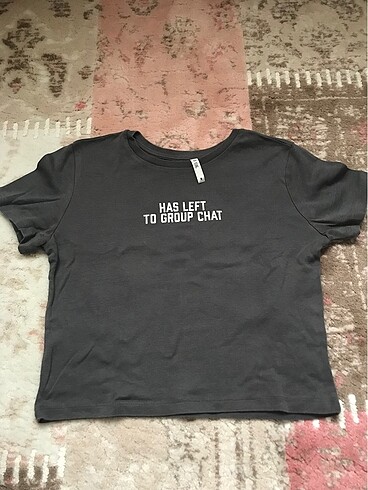 HAS LEFT
TO GROUP CHAT